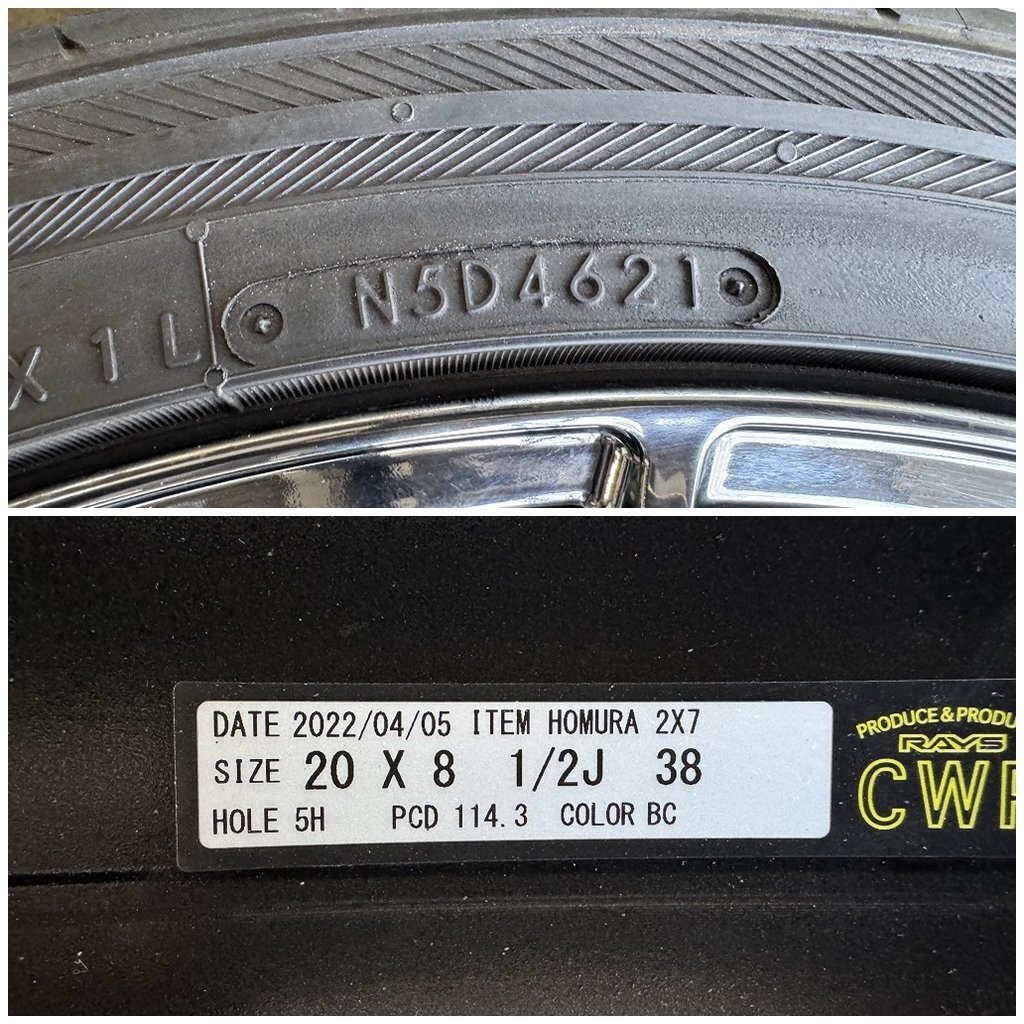 X 1 L N5D4621
DATE 2022/04/05 ITEM HOMURA 2X7
SIZE 20 X 8 1/2J 38
HOLE 5H PCD 114.3 COLOR BC
PRODUCE & PRODU
RAYS
CWF